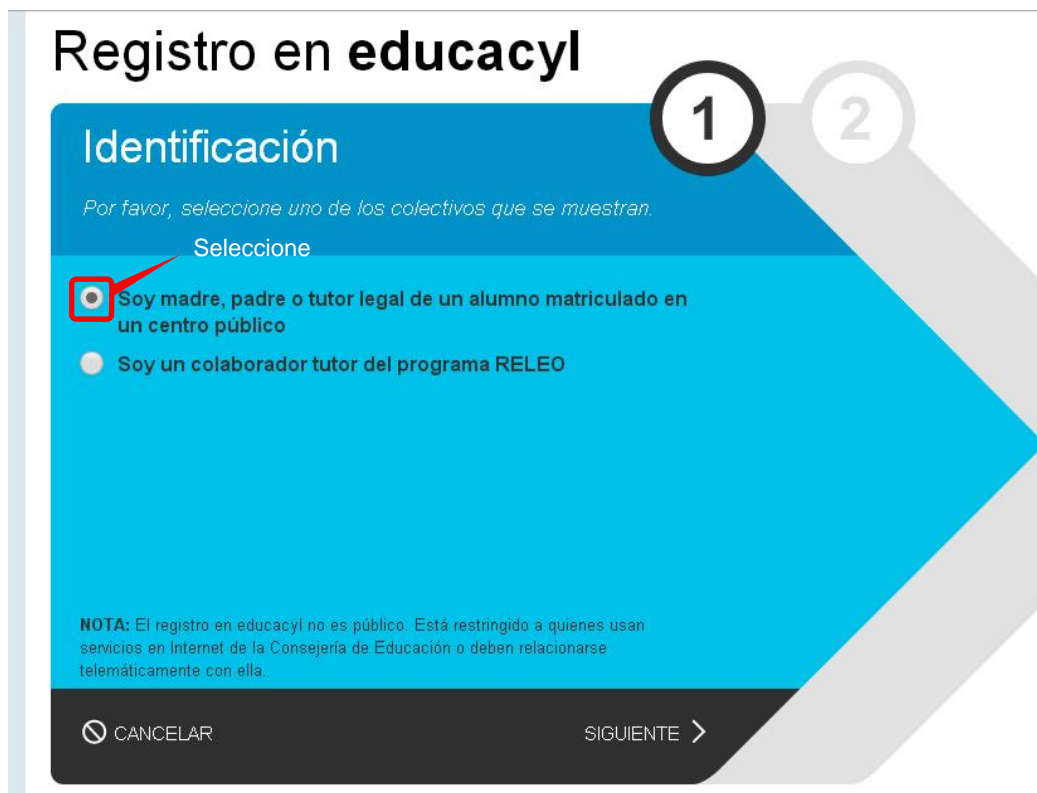 Registro en educacyl
1
2
Identificación
Por favor, seleccione uno de los colectivos que se muestran.
Seleccione
Soy madre, padre o tutor legal de un alumno matriculado en
un centro público
Soy un colaborador tutor del programa RELEO
NOTA: El registro en educacyl no es público. Está restringido a quienes usan
servicios en Internet de la Consejería de Educación o deben relacionarse
telemáticamente con ella.
CANCELAR
SIGUIENTE